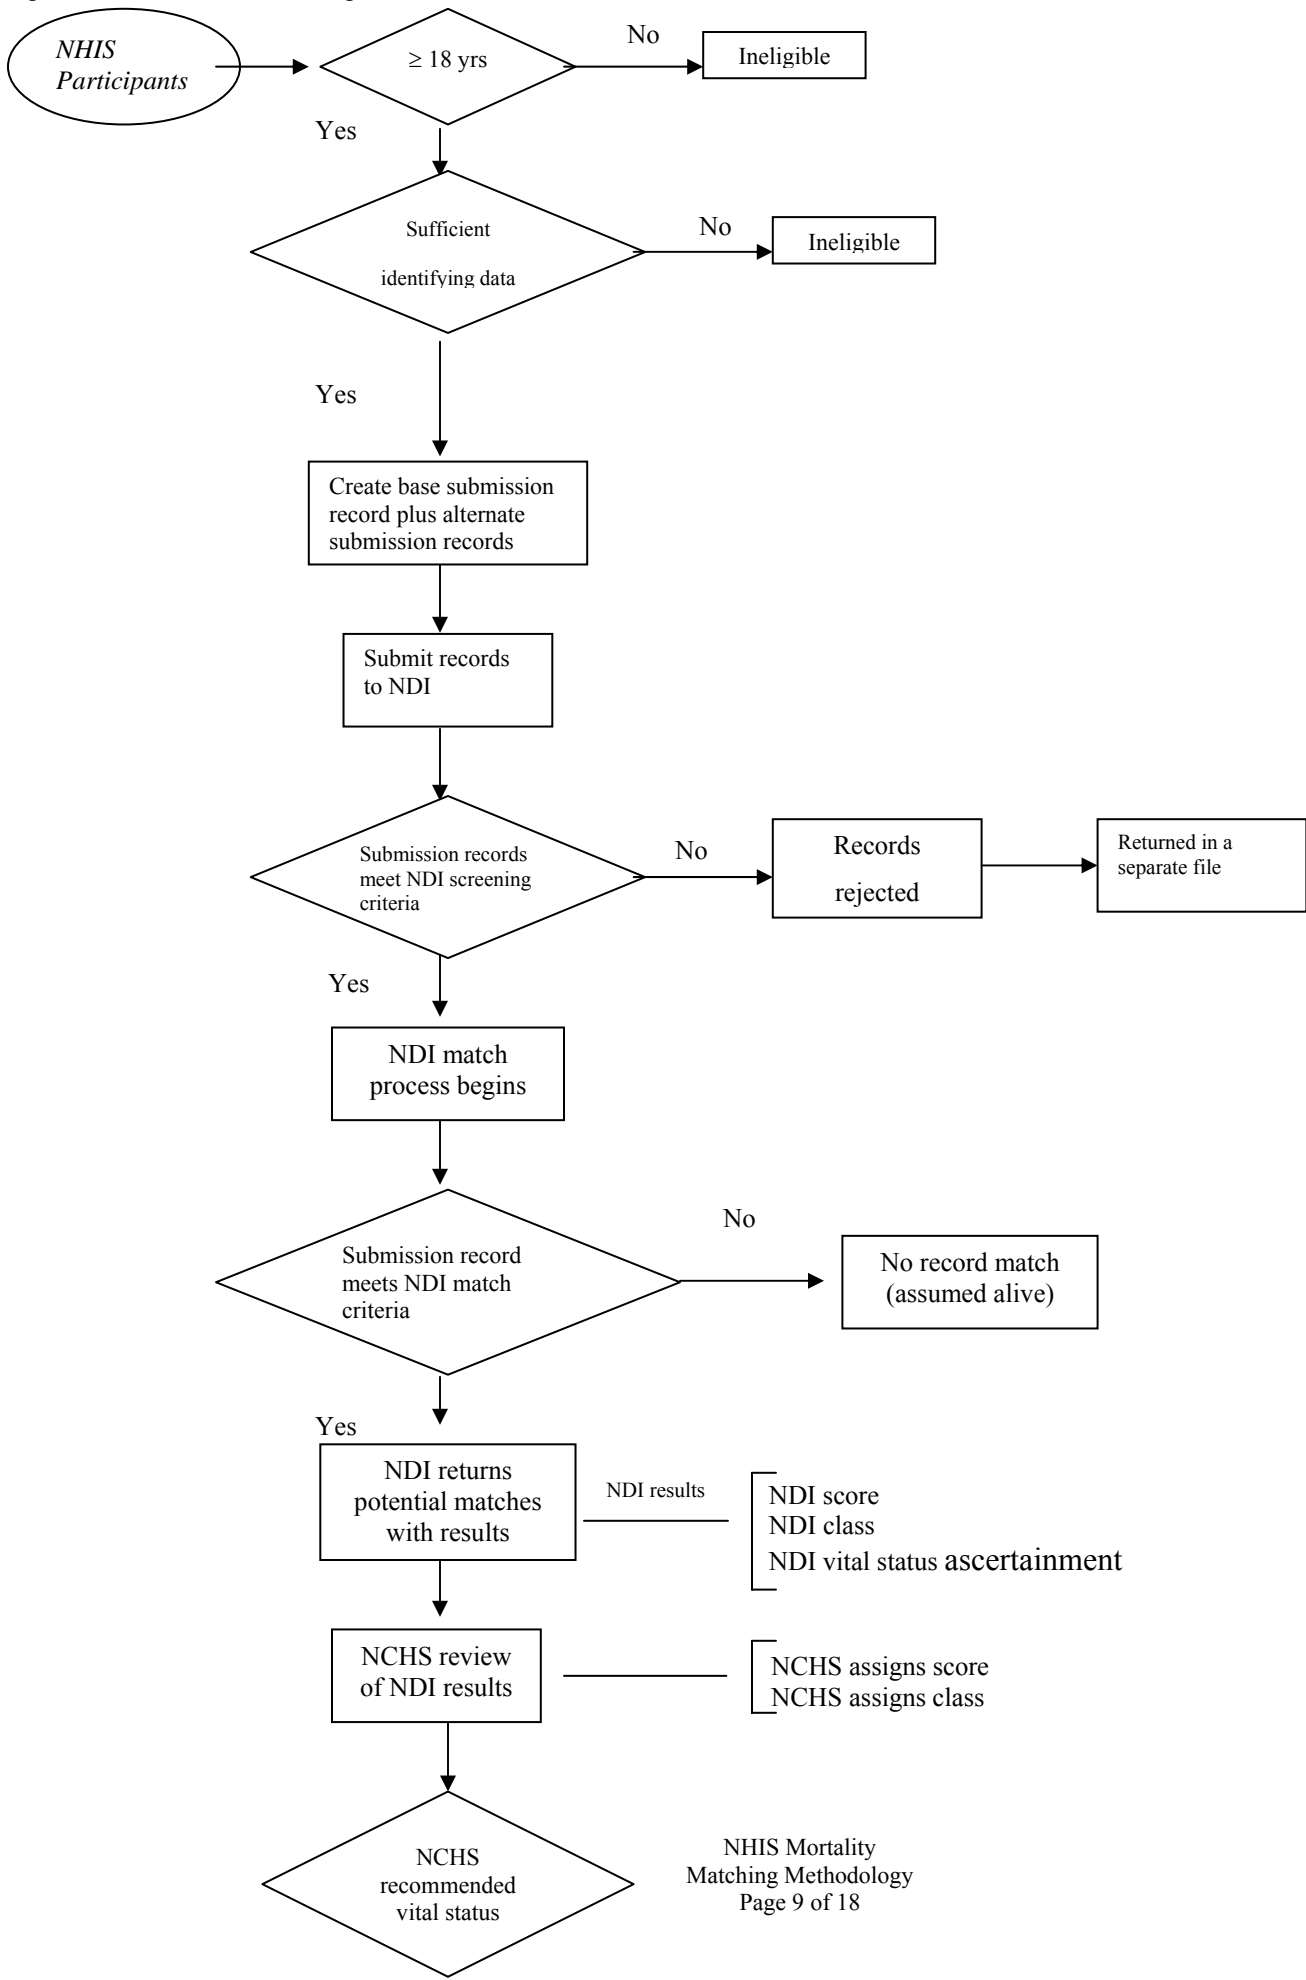 NHIS
Participants
≥ 18 yrs
No
Ineligible
Yes
Sufficient
identifying data
No
Ineligible
Yes
Create base submission
record plus alternate
submission records
Submit records
to NDI
Submission records
meet NDI screening
criteria
No
Records
rejected
Returned in a
separate file
Yes
NDI match
process begins
Submission record
meets NDI match
criteria
No
No record match
(assumed alive)
Yes
NDI returns
potential matches
with results
NDI results
NDI score
NDI class
NDI vital status ascertainment
NCHS review
of NDI results
NCHS assigns score
NCHS assigns class
NCHS
recommended
vital status
NHIS Mortality
Matching Methodology
Page 9 of 18